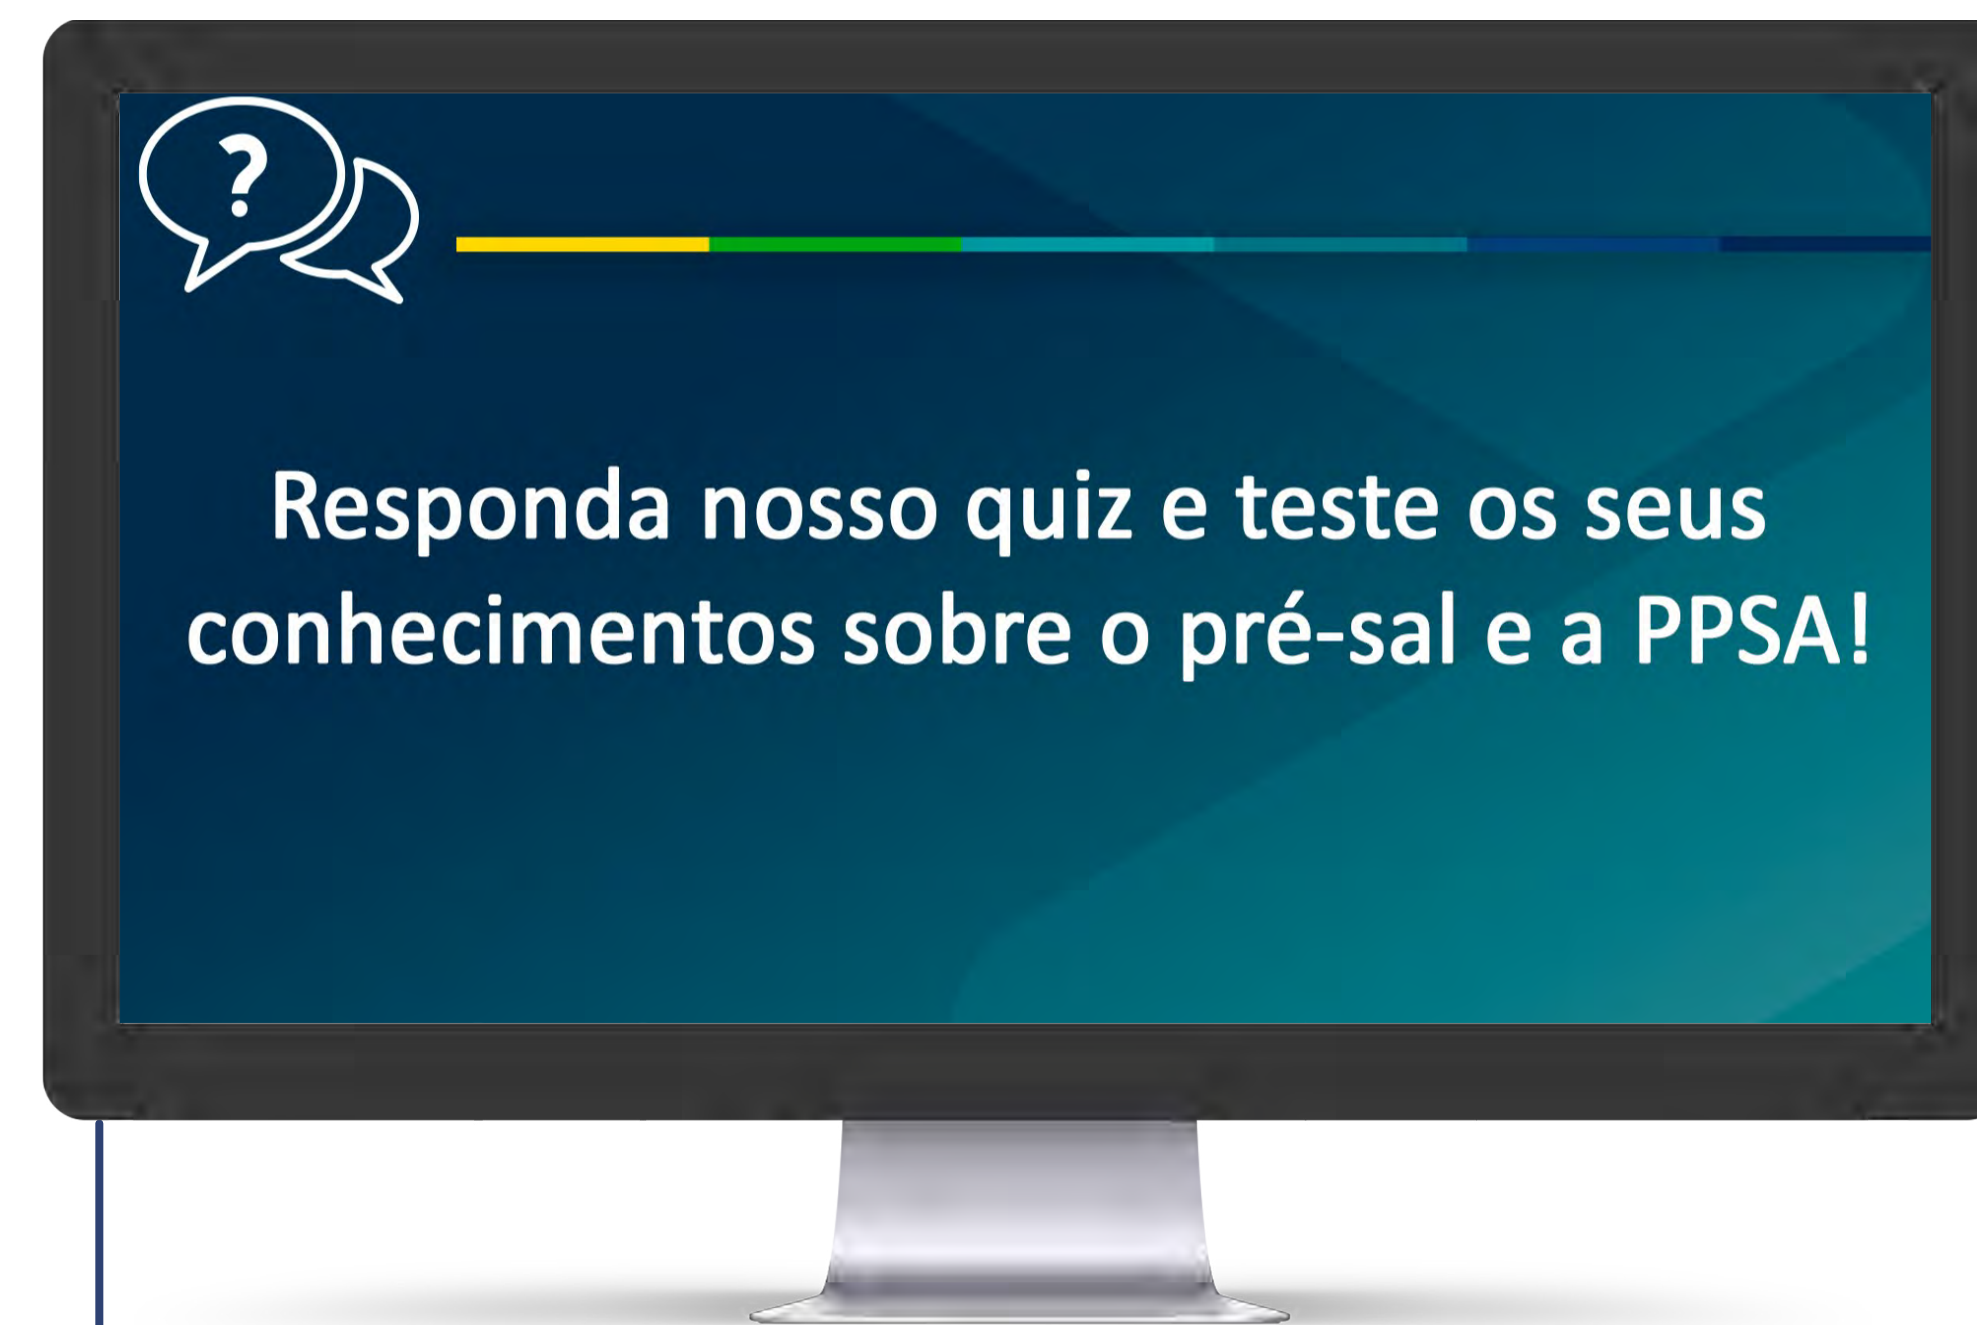 ?
Responda nosso quiz e teste os seus
conhecimentos sobre o pré-sal e a PPSA!